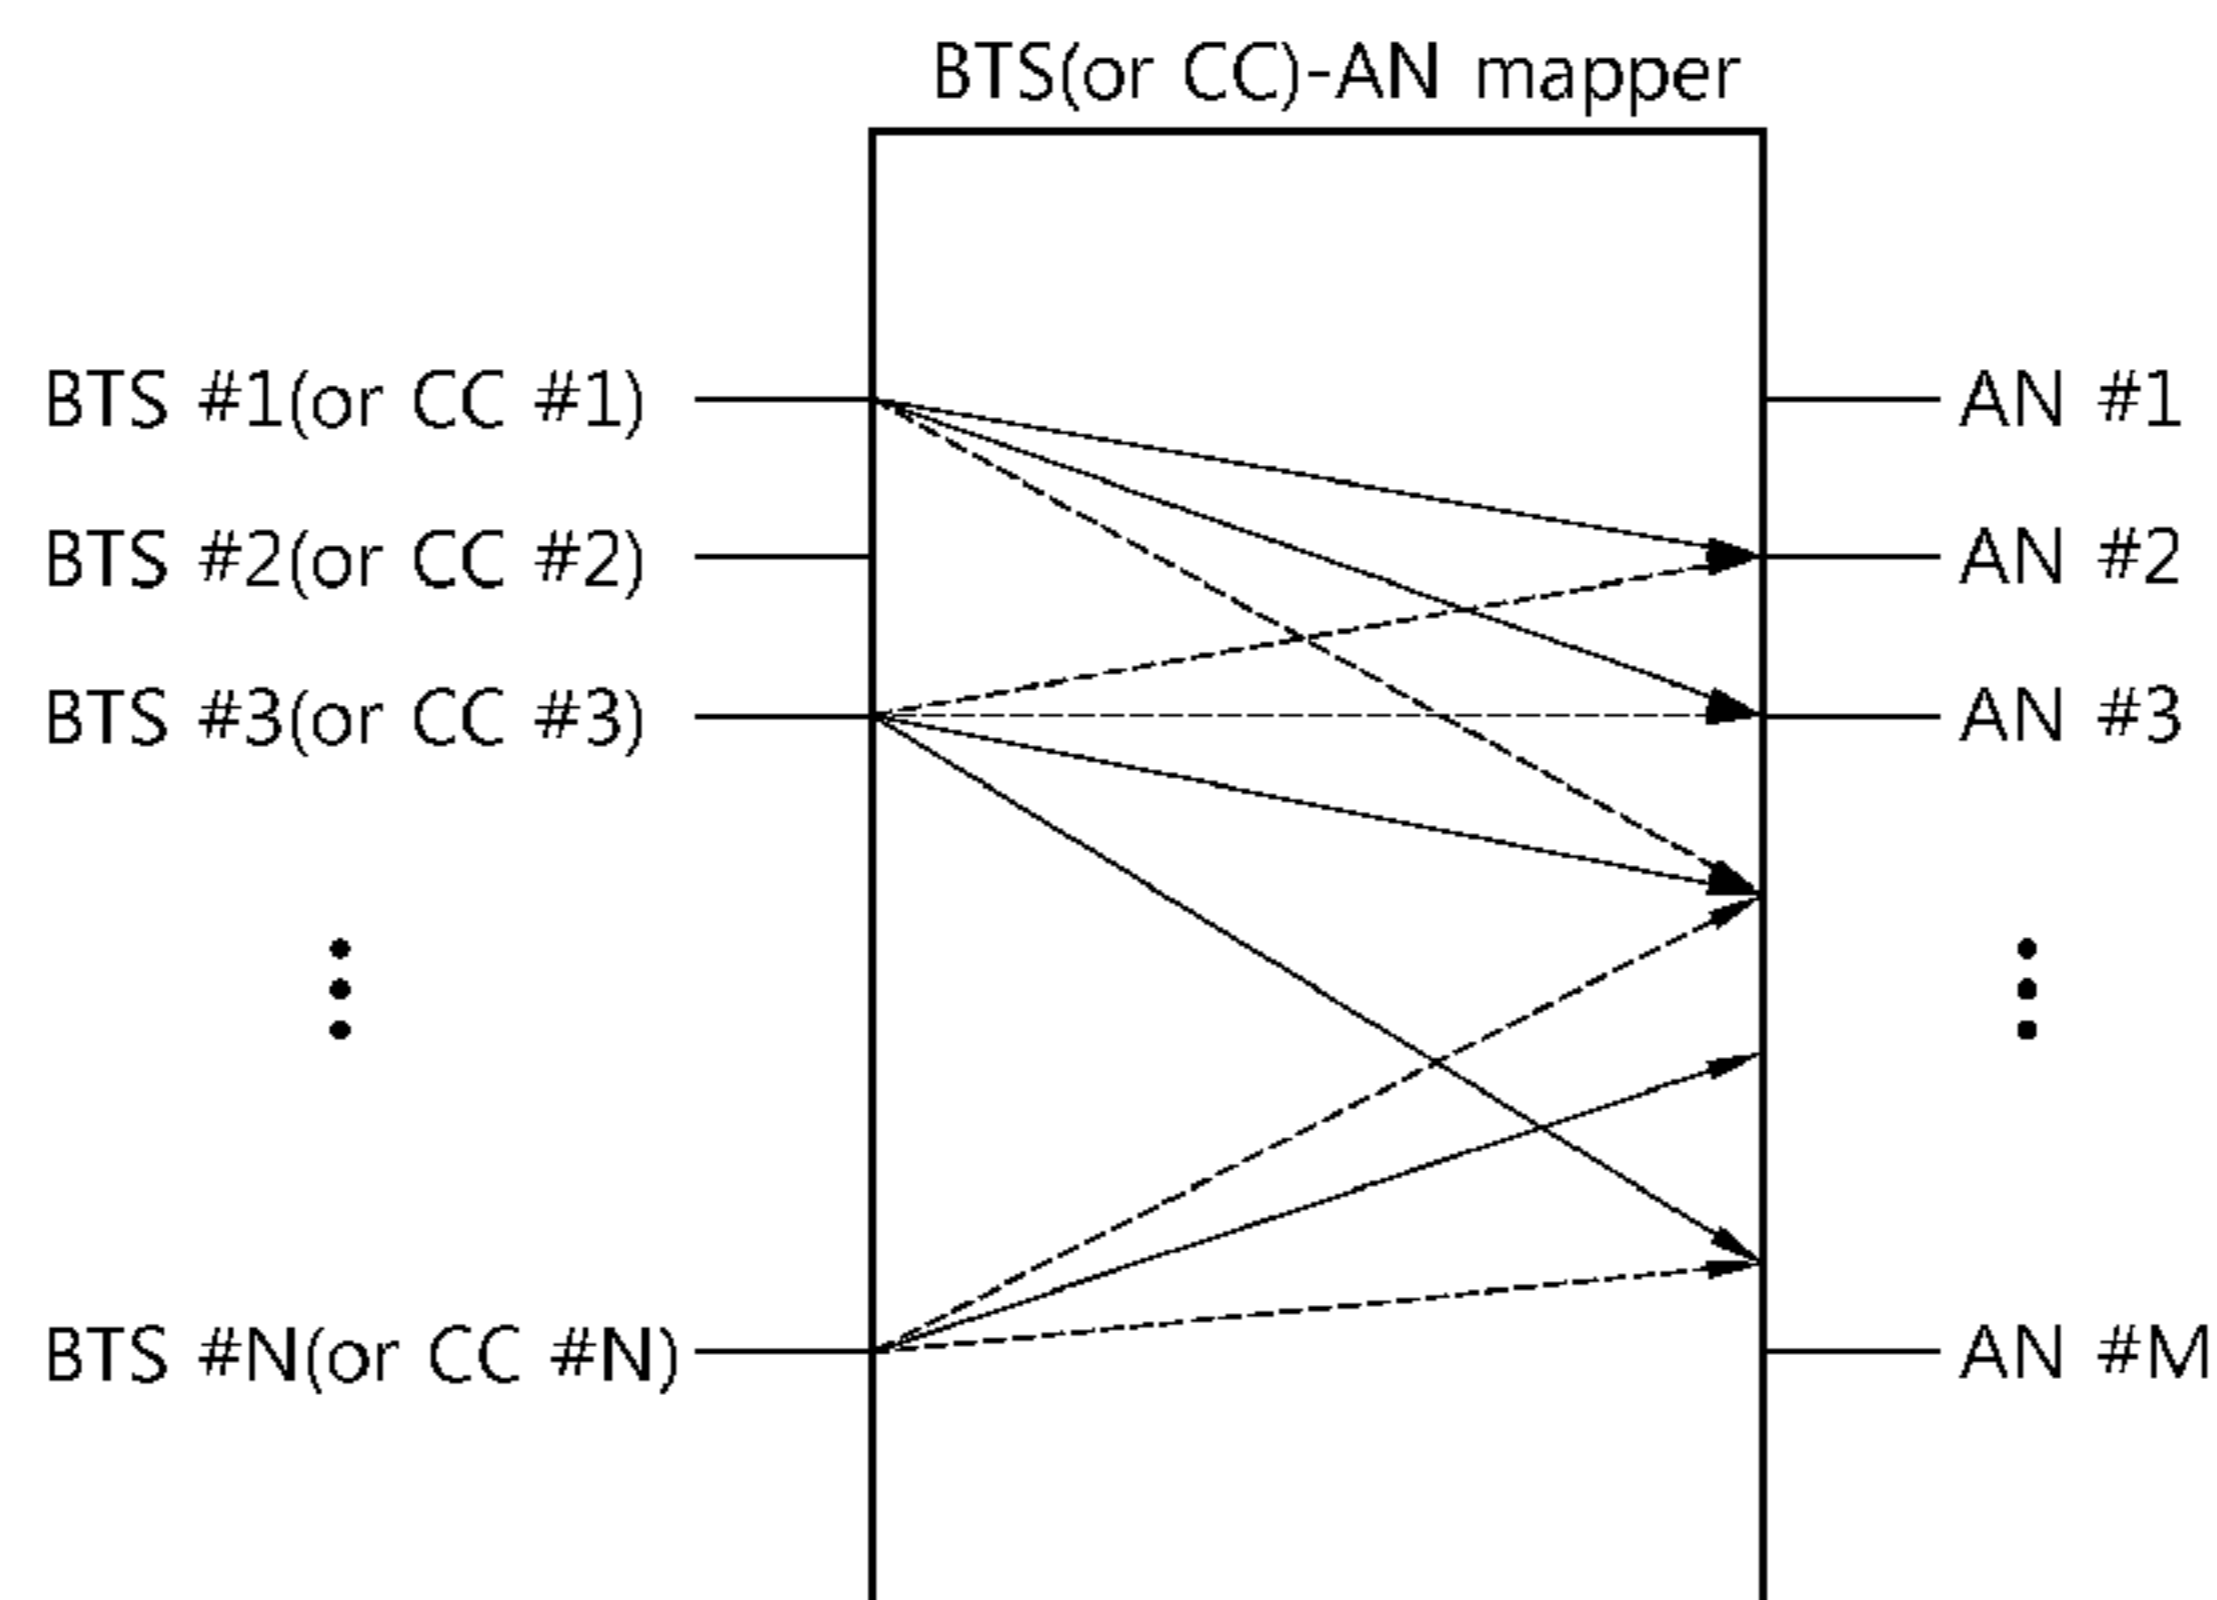 BTS(or CC)-AN mapper
BTS #1(or CC #1)
AN #1
BTS #2(or CC #2)
AN #2
BTS #3(or CC #3)
AN #3
BTS #N(or CC #N)
AN #M